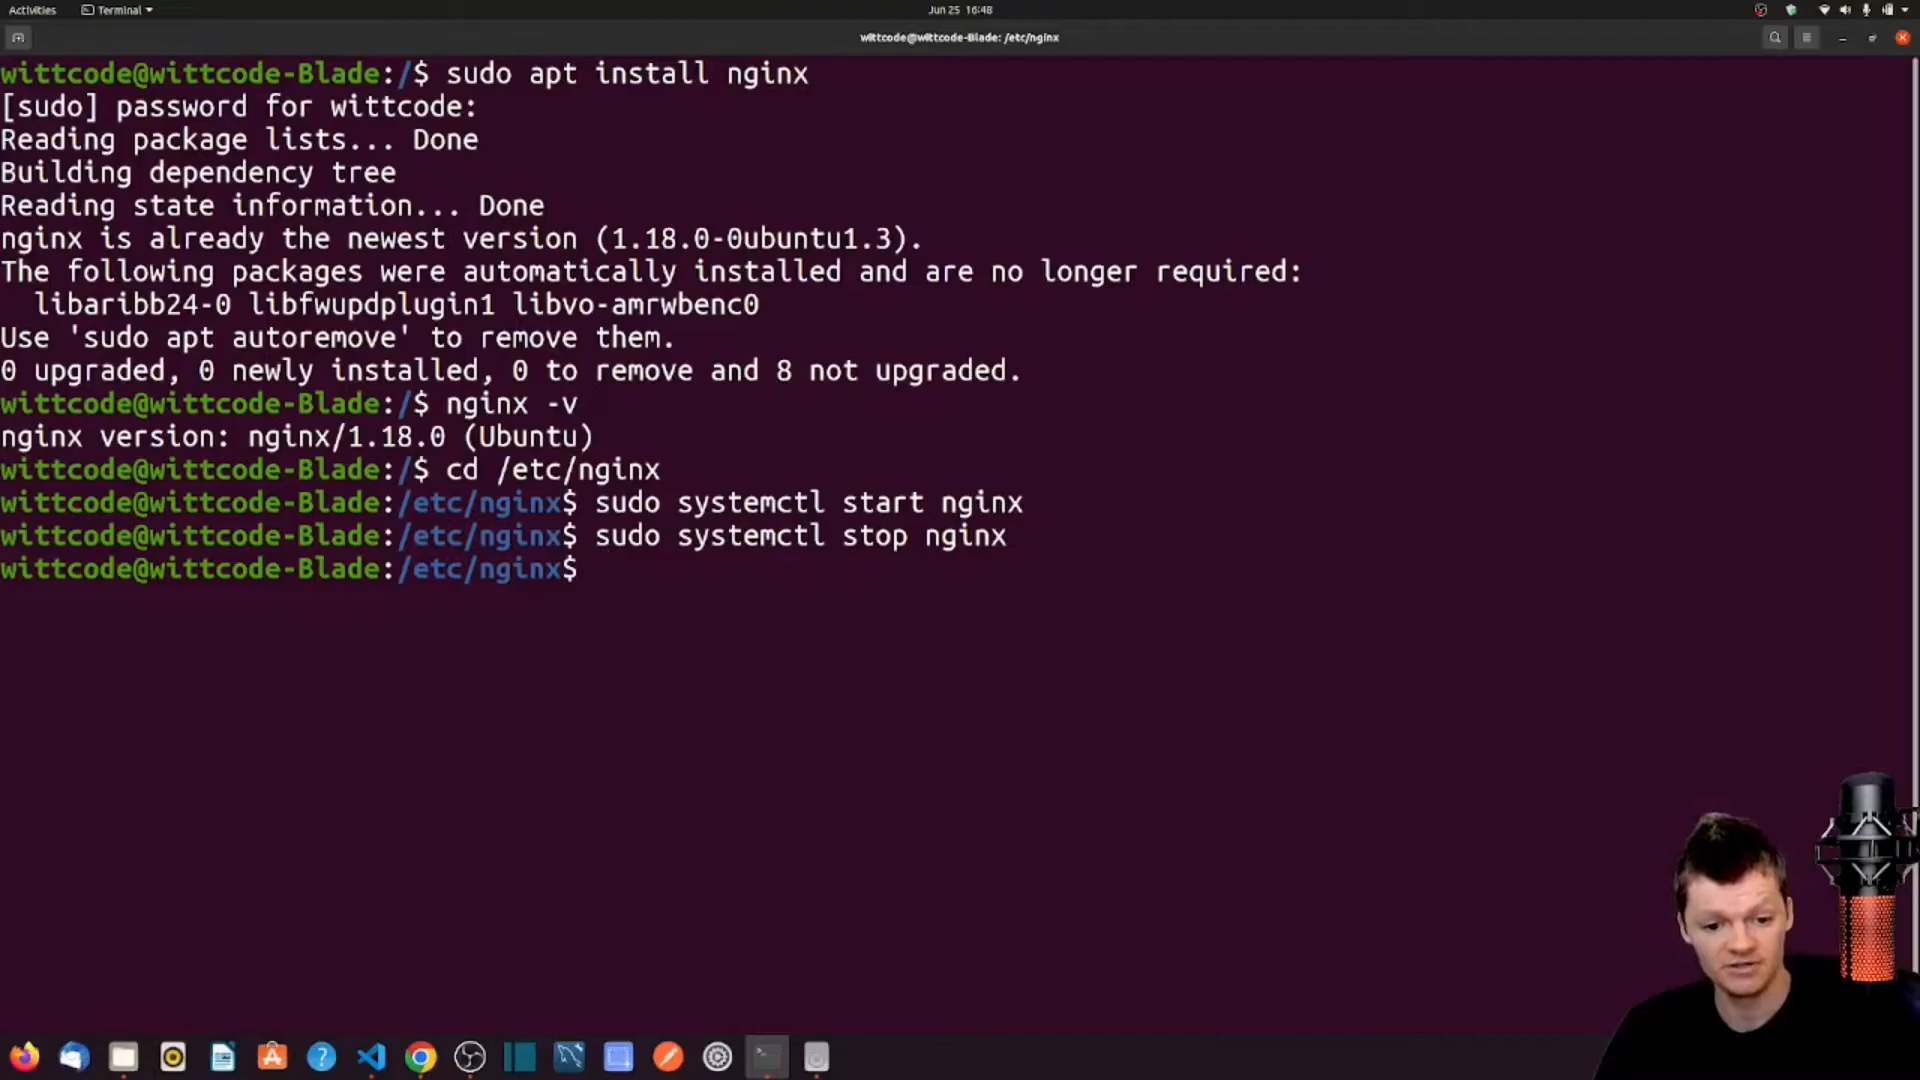 Activities Terminal Jun 25 16:48
wittcode@wittcode-Blade: /etc/nginx
wittcode@wittcode-Blade:/$ sudo apt install nginx
[sudo] password for wittcode:
Reading package lists... Done
Building dependency tree
Reading state information... Done
nginx is already the newest version (1.18.0-0ubuntu1.3).
The following packages were automatically installed and are no longer required:
  libaribb24-0 libfwupdplugin1 libvo-amrwbenc0
Use 'sudo apt autoremove' to remove them.
0 upgraded, 0 newly installed, 0 to remove and 8 not upgraded.
wittcode@wittcode-Blade:/$ nginx -v
nginx version: nginx/1.18.0 (Ubuntu)
wittcode@wittcode-Blade:/$ cd /etc/nginx
wittcode@wittcode-Blade:/etc/nginx$ sudo systemctl start nginx
wittcode@wittcode-Blade:/etc/nginx$ sudo systemctl stop nginx
wittcode@wittcode-Blade:/etc/nginx$